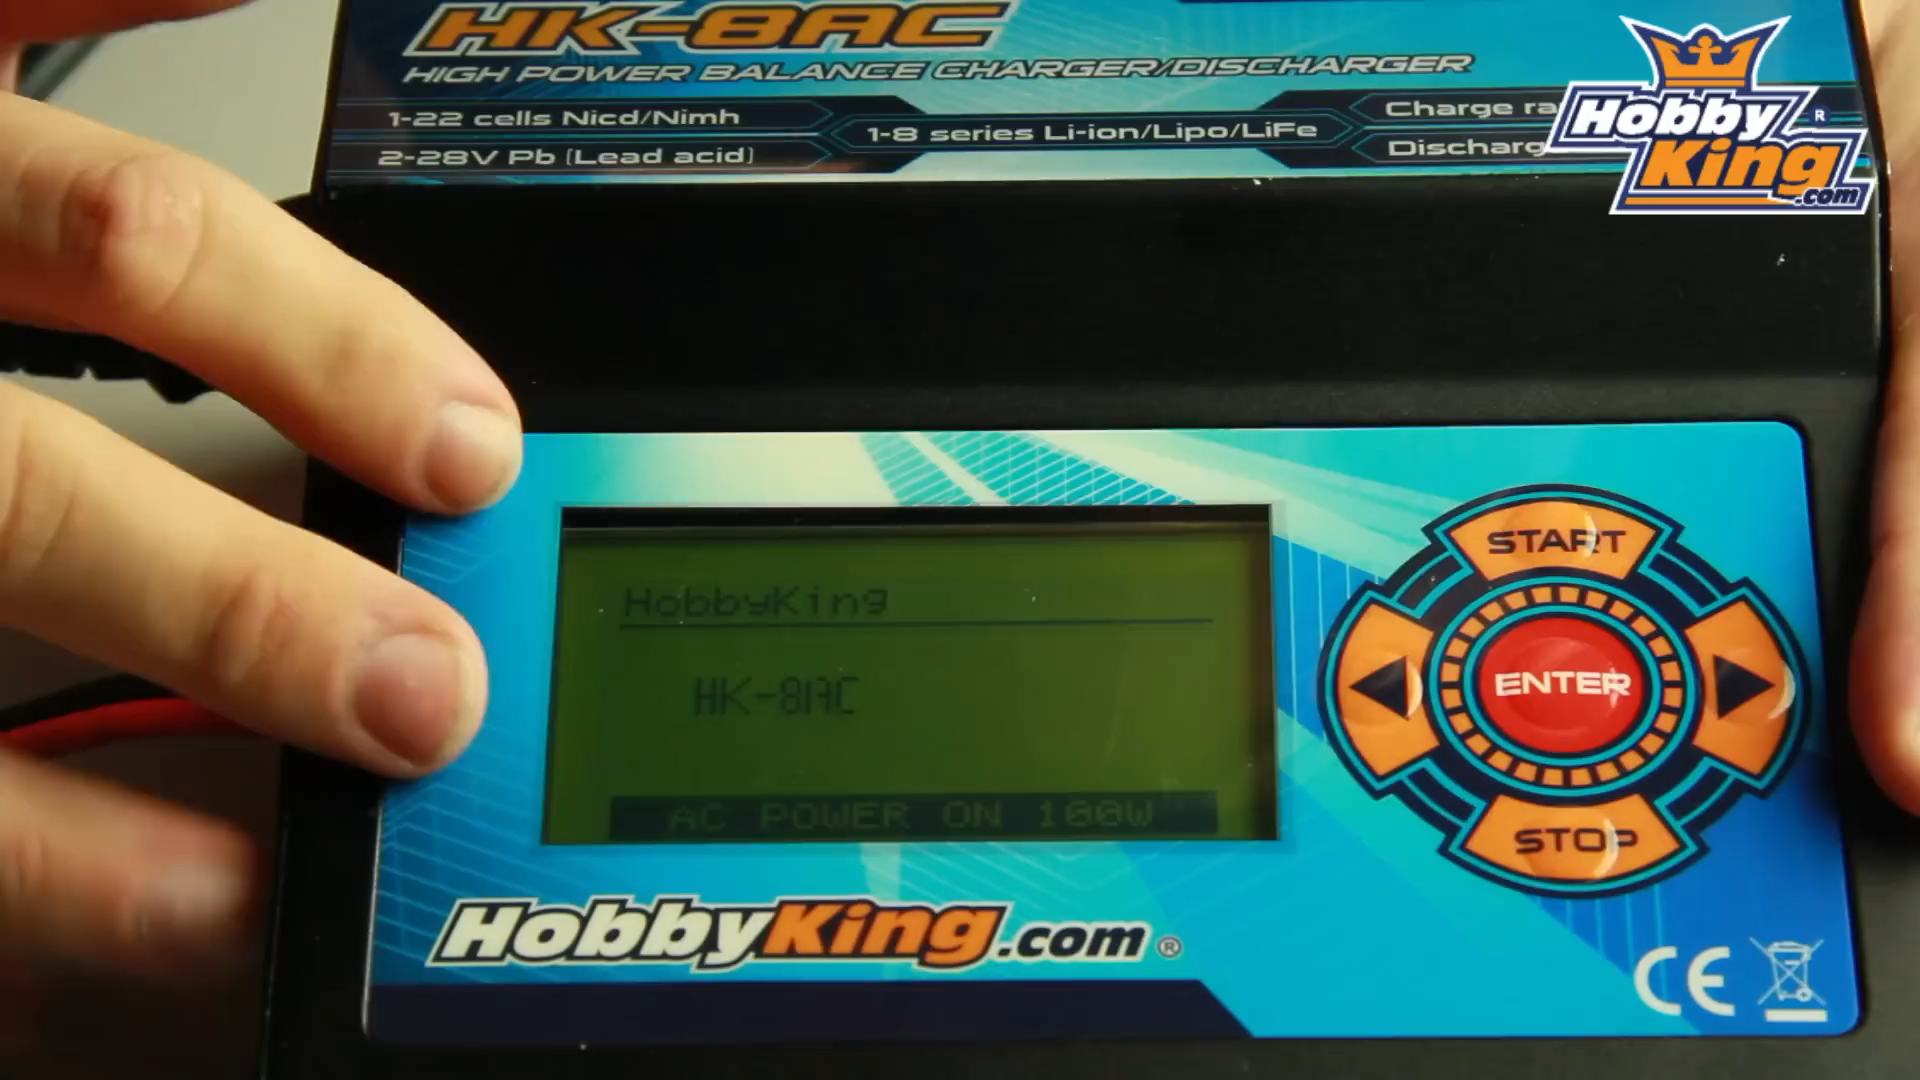 HK-8AC
HIGH POWER BALANCE CHARGER/DISCHARGER
1-22 cells Nicd/Nimh
2-28V Pb (Lead acid)
1-8 series Li-ion/Lipo/LiFe
Charge
HobbyKing
.com
®
HobbyKing
HK-8AC
AC POWER ON 100W
START
ENTER
STOP
HobbyKing.com®
CE